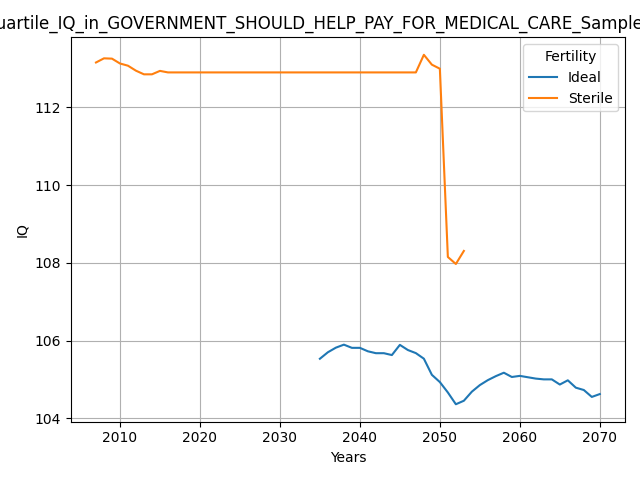 uartile_IQ_in_GOVERNMENT_SHOULD_HELP_PAY_FOR_MEDICAL_CARE_Sample
Fertility
Ideal
Sterile
112
110
108
106
104
IQ
2010 2020 2030 2040 2050 2060 2070
Years